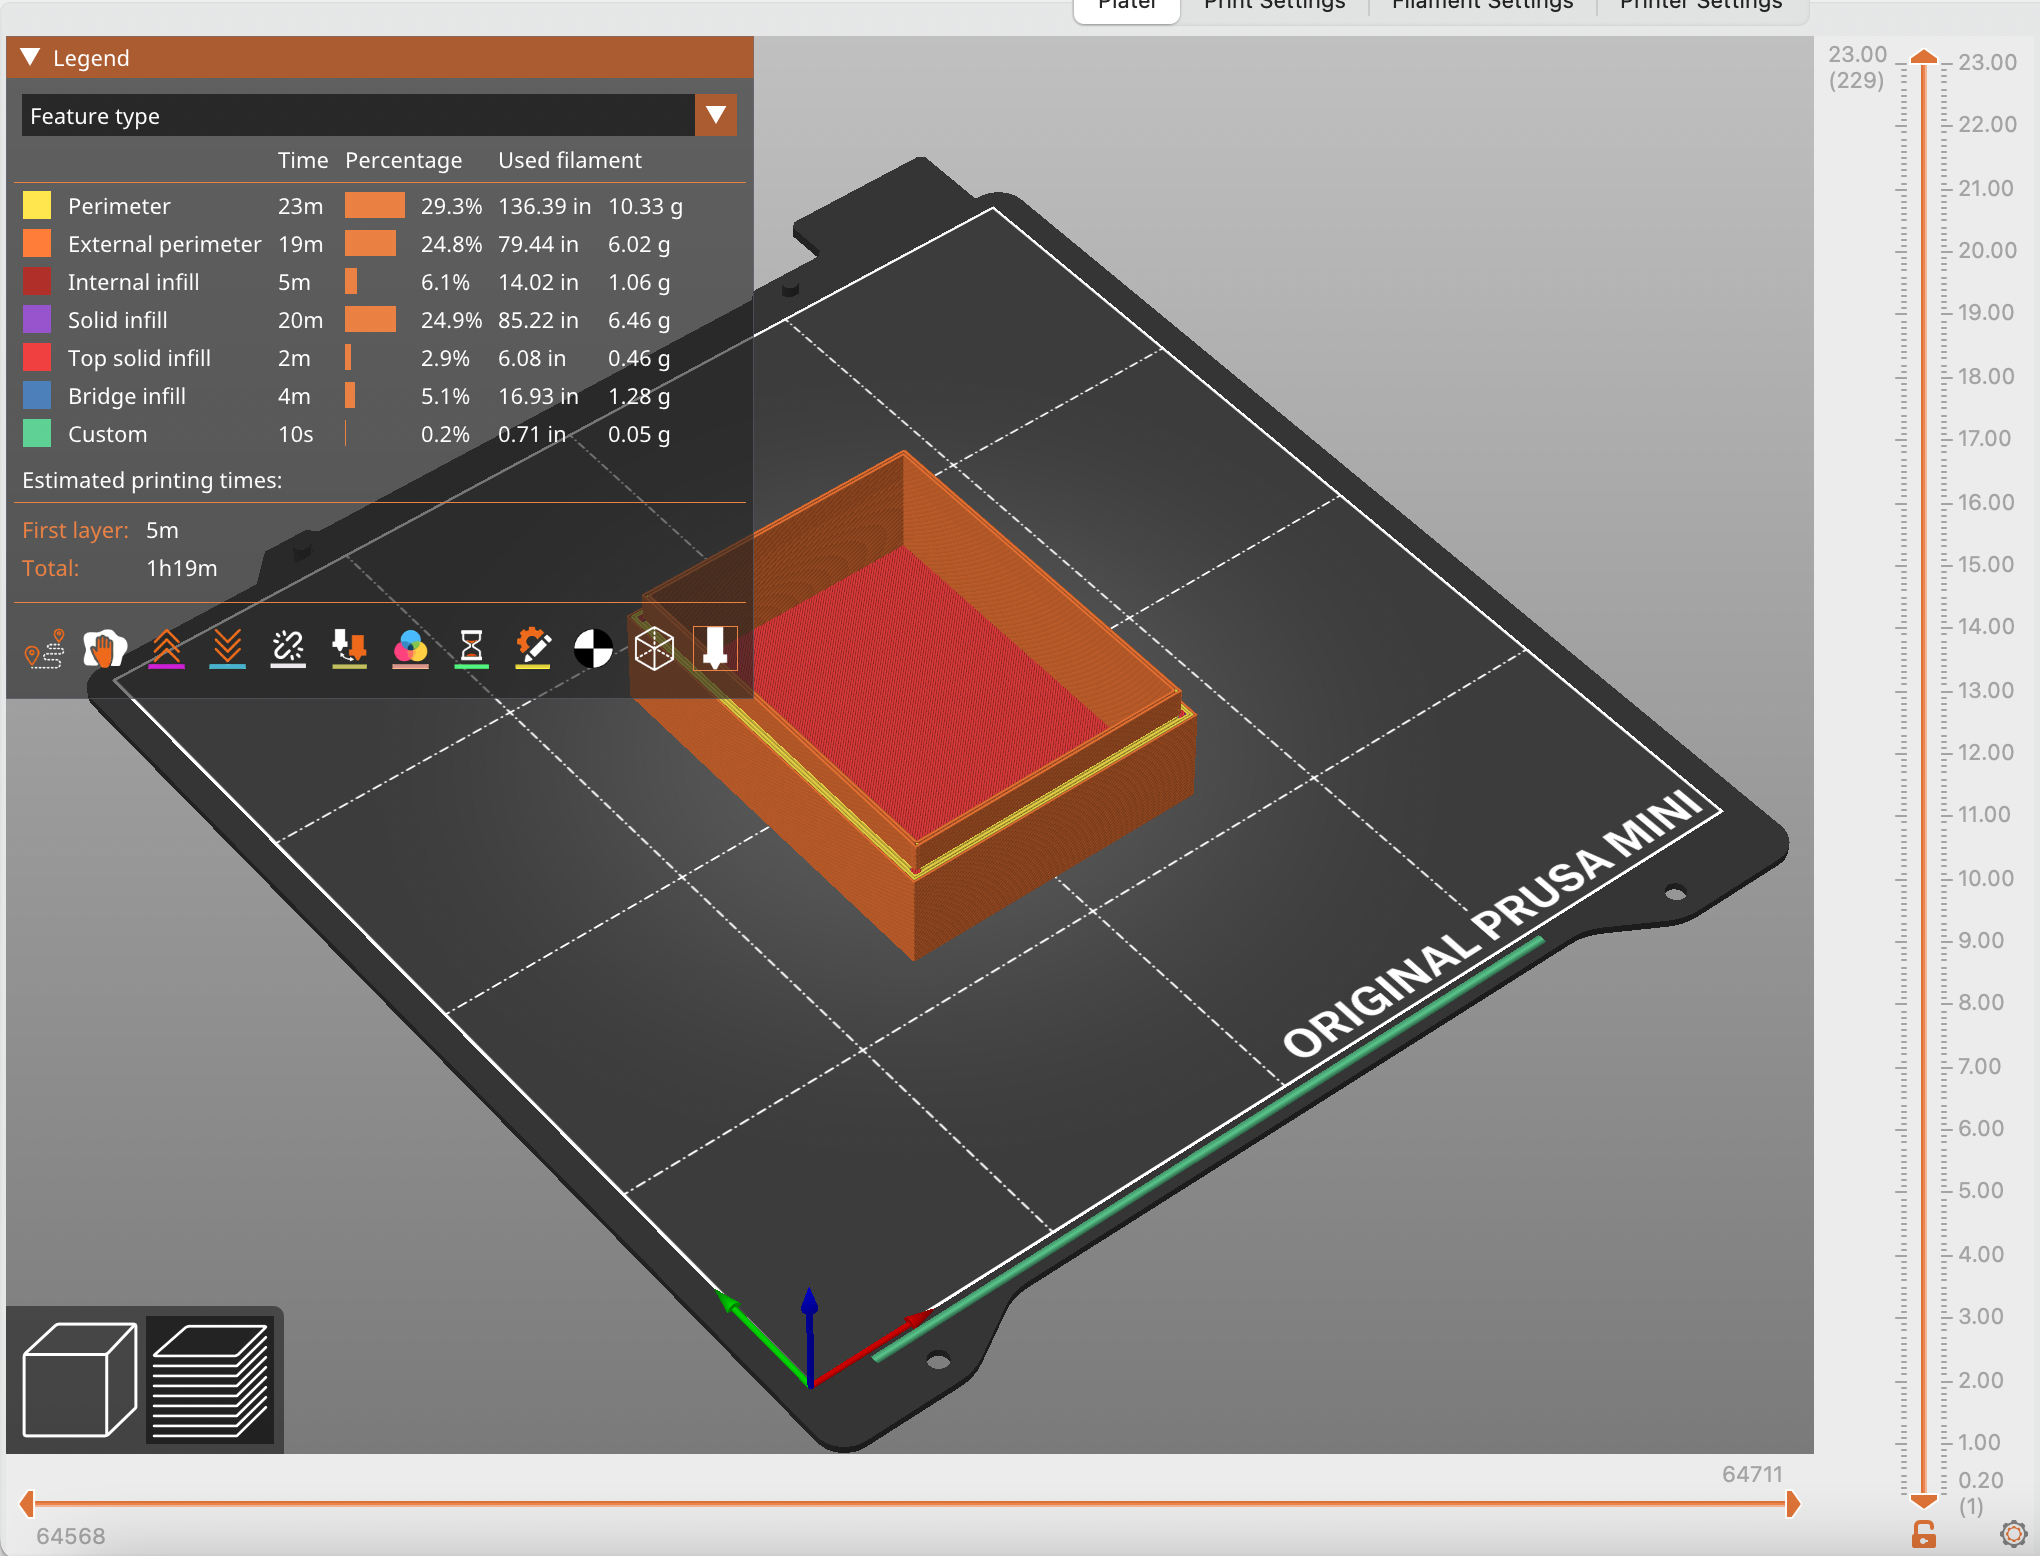 Plater Print Settings Filament Settings Printer Settings
Legend
Feature type
Time Percentage Used filament
Perimeter 23m 29.3% 136.39 in 10.33 g
External perimeter 19m 24.8% 79.44 in 6.02 g
Internal infill 5m 6.1% 14.02 in 1.06 g
Solid infill 20m 24.9% 85.22 in 6.46 g
Top solid infill 2m 2.9% 6.08 in 0.46 g
Bridge infill 4m 5.1% 16.93 in 1.28 g
Custom 10s 0.2% 0.71 in 0.05 g
Estimated printing times:
First layer: 5m
Total: 1h19m
ORIGINAL PRUSA MINI
23.00
(229)
23.00
22.00
21.00
20.00
19.00
18.00
17.00
16.00
15.00
14.00
13.00
12.00
11.00
10.00
9.00
8.00
7.00
6.00
5.00
4.00
3.00
2.00
1.00
0.20
(1)
64711
64568